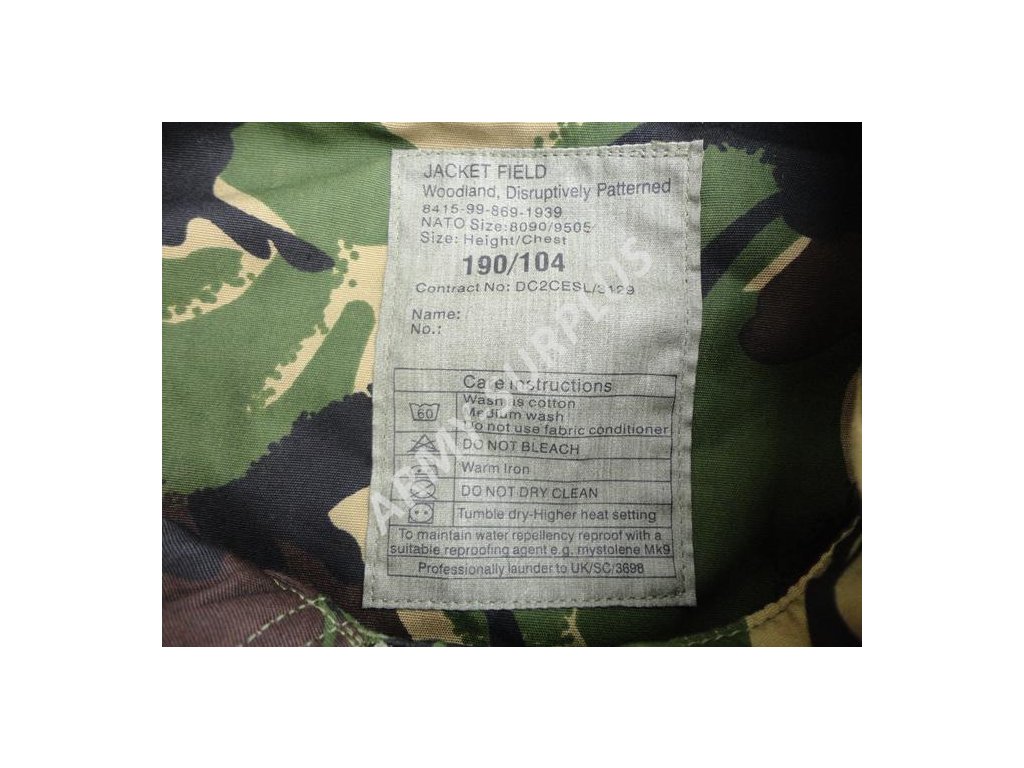 JACKET FIELD
Woodland, Disruptively Patterned
8415-99-869-1939
NATO Size:8090/9505
Size: Height/Chest
190/104
Contract No: DC2CESL/3129
Name:
No.:
Care Instructions
60
Wash as cotton
Medium wash
Do not use fabric conditioner
DO NOT BLEACH
Warm Iron
DO NOT DRY CLEAN
Tumble dry-Higher heat setting
To maintain water repellency reproof with a
suitable reproofing agent e.g. mystolene Mk9
Professionally launder to UK/SC/3698
ARMY SURPLUS